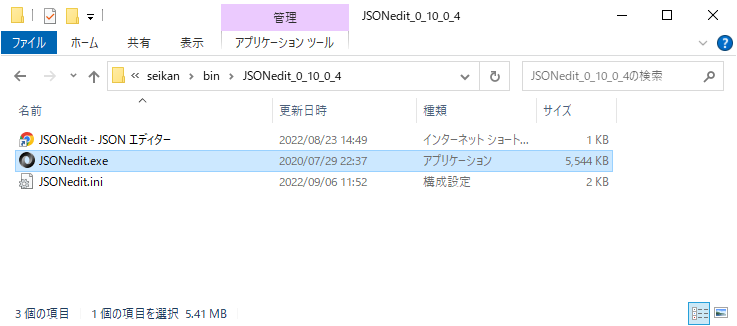 管理
JSONedit_0_10_0_4
ファイル
ホーム
共有
表示
アプリケーション ツール
« seikan › bin › JSONedit_0_10_0_4
JSONedit_0_10_0_4の検索
名前 更新日時 種類 サイズ
JSONedit - JSON エディター 2022/08/23 14:49 インターネット ショート... 1 KB
JSONedit.exe 2020/07/29 22:37 アプリケーション 5,544 KB
JSONedit.ini 2022/09/06 11:52 構成設定 2 KB
3 個の項目 1 個の項目を選択 5.41 MB